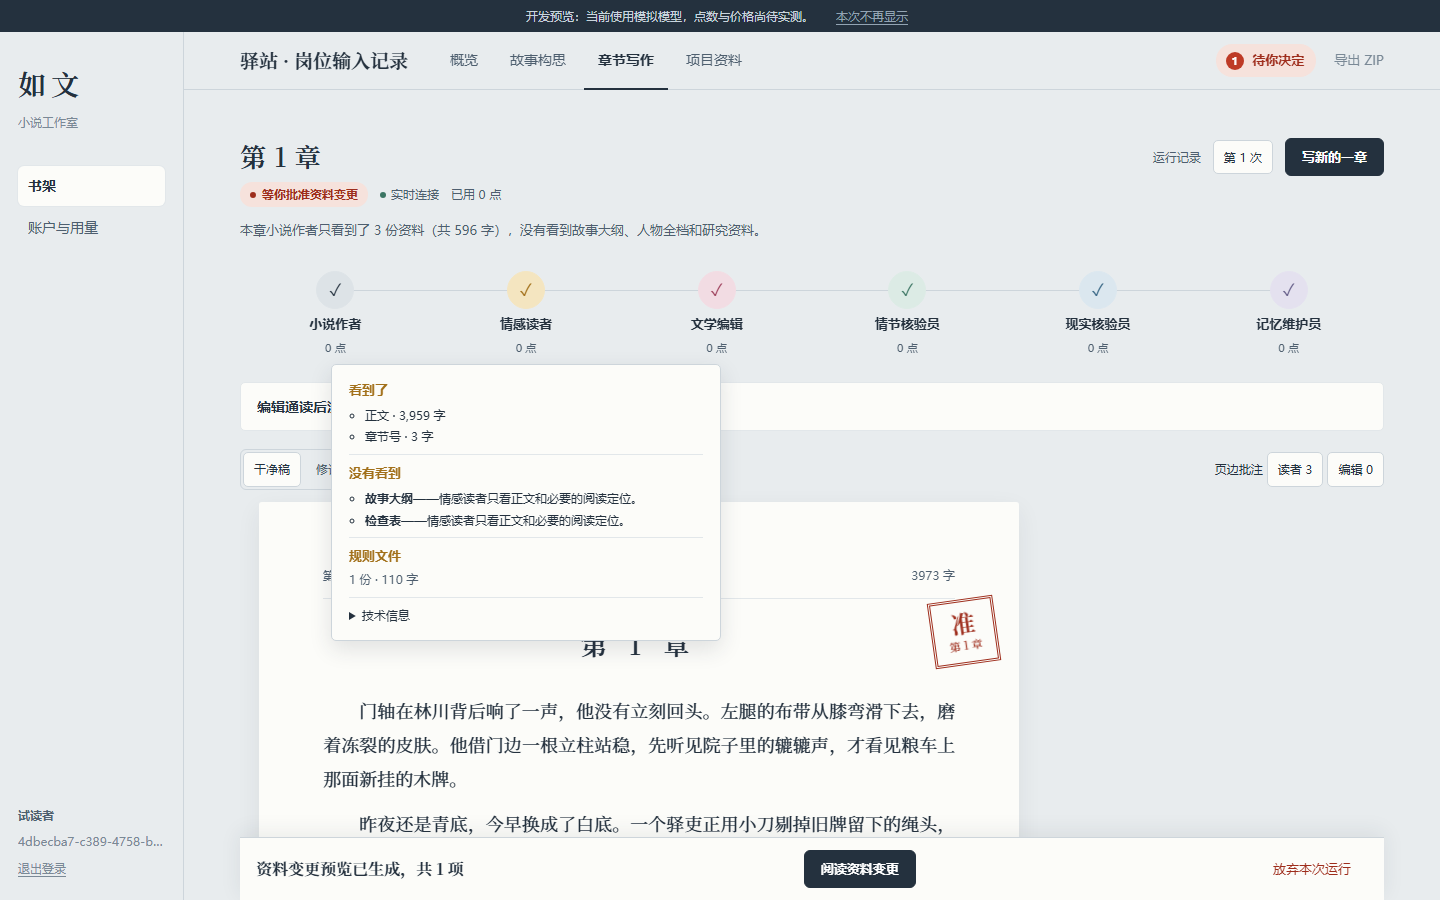 开发预览：当前使用模拟模型，点数与价格尚待实测。 本次不再显示
如文
小说工作室
书架
账户与用量
试读者
4dbecba7-c389-4758-b...
退出登录
驿站 · 岗位输入记录 概览 故事构思 章节写作 项目资料 1 待你决定 导出 ZIP
第 1 章
运行记录 第 1 次 写新的一章
等你批准资料变更 实时连接 已用 0 点
本章小说作者只看到了 3 份资料（共 596 字），没有看到故事大纲、人物全档和研究资料。
小说作者 情感读者 文学编辑 情节核验员 现实核验员 记忆维护员
0 点 0 点 0 点 0 点 0 点 0 点
编辑通读后
看到了
正文 · 3,959 字
章节号 · 3 字
没有看到
故事大纲——情感读者只看正文和必要的阅读定位。
检查表——情感读者只看正文和必要的阅读定位。
规则文件
1 份 · 110 字
技术信息
干净稿 修 页边批注 读者 3 编辑 0
3973 字
准
第1章
第 1 章
门轴在林川背后响了一声，他没有立刻回头。左腿的布带从膝弯滑下去，磨
着冻裂的皮肤。他借门边一根立柱站稳，先听见院子里的辘辘声，才看见粮车上
那面新挂的木牌。
昨夜还是青底，今早换成了白底。一个驿吏正用小刀剔掉旧牌留下的绳头，
资料变更预览已生成，共 1 项 阅读资料变更 放弃本次运行